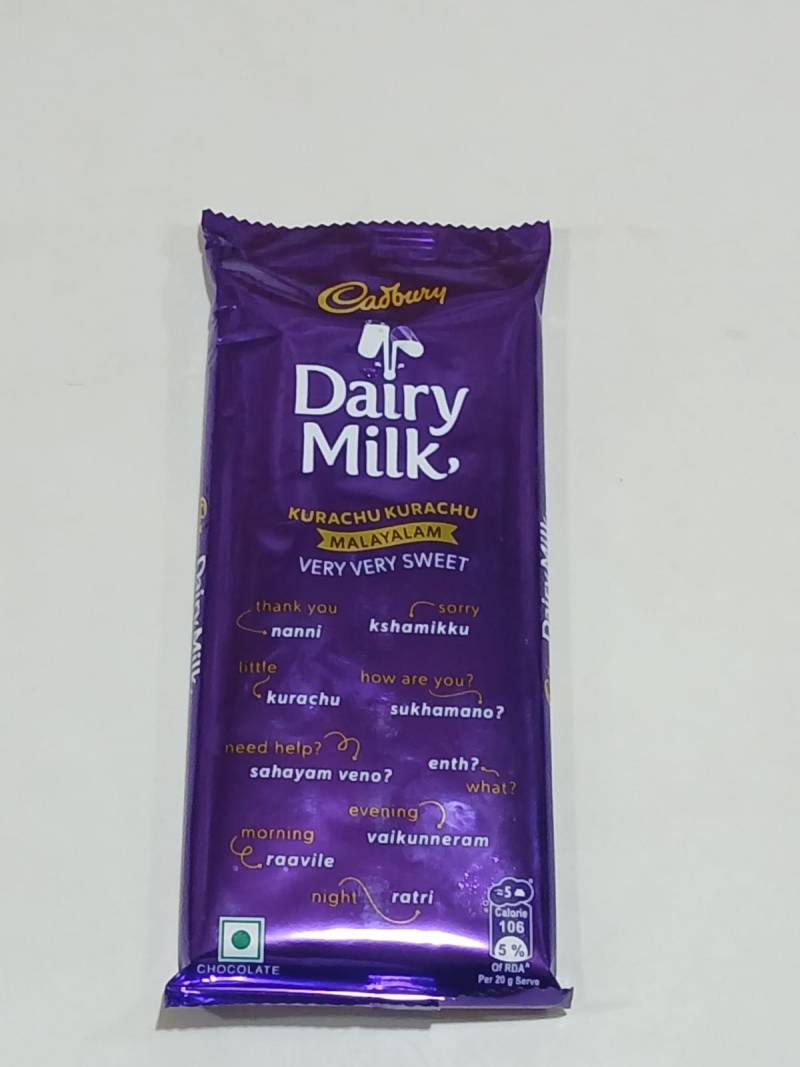 Cadbury
Dairy
Milk
KURACHU KURACHU
MALAYALAM
VERY VERY SWEET
thank you
nanni
sorry
kshamikku
little
kurachu
how are you?
sukhamano?
need help?
sahayam veno?
enth?
what?
evening
vaikunneram
morning
raavile
night
ratri
CHOCOLATE
=5
Calorie
106
5 %
Of RDA^
Per 20 g Serve
Dairy Milk
Dairy Milk